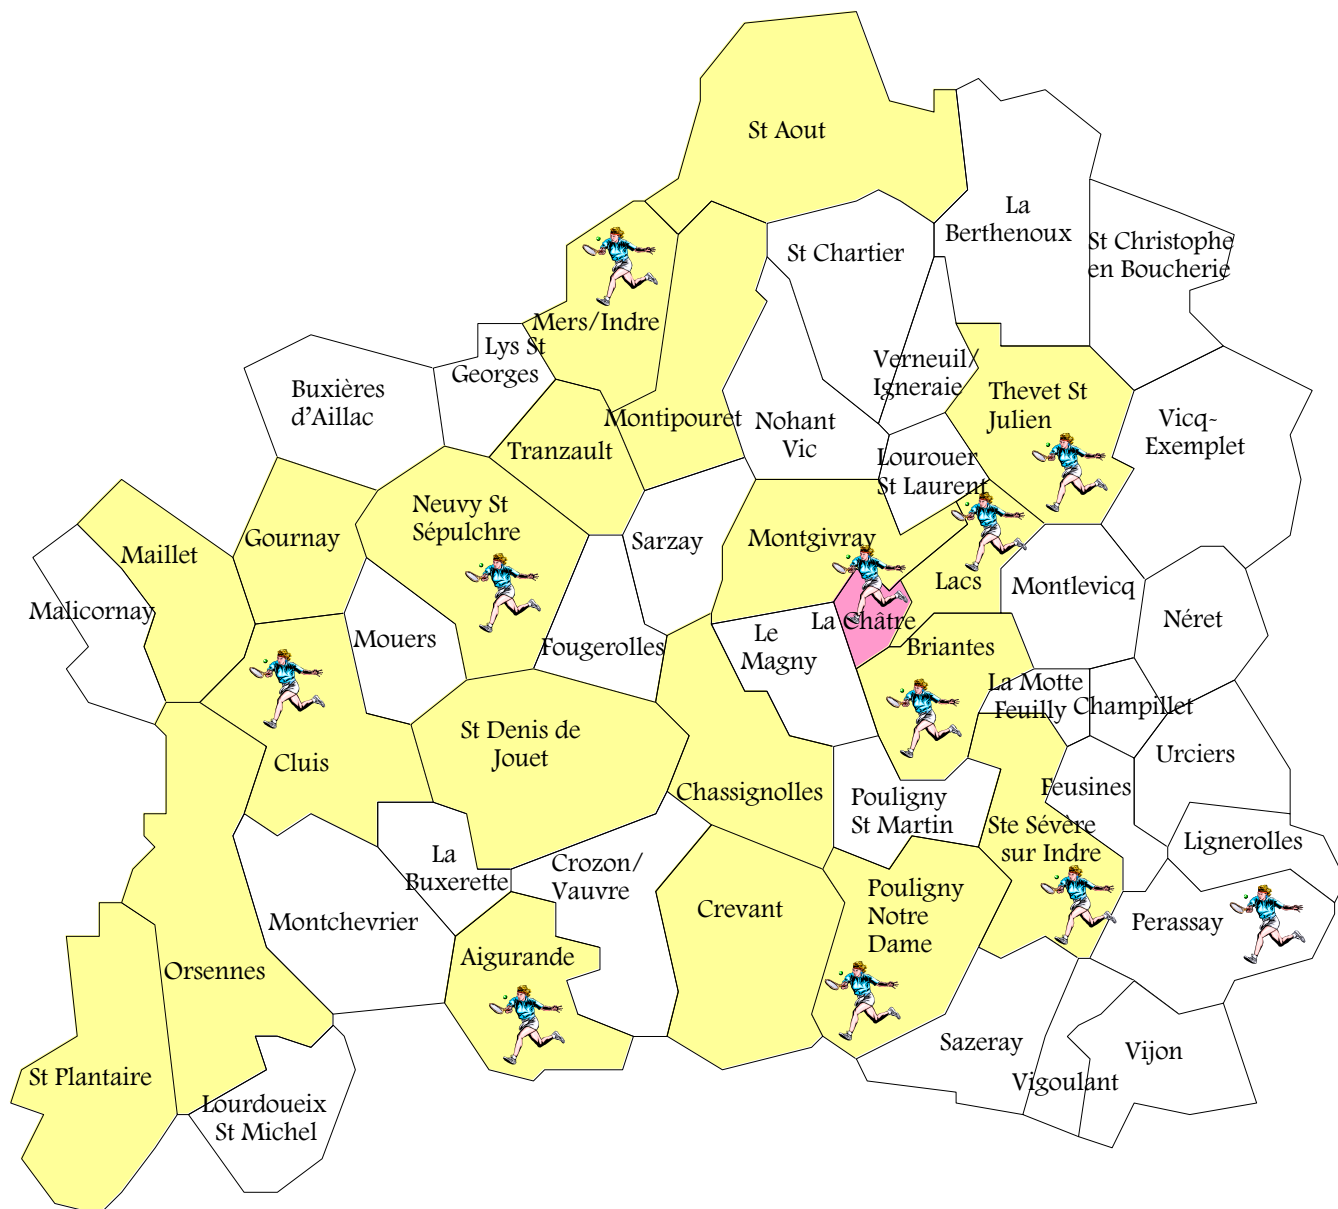 St Aout
La
Berthenoux
St Christophe
en Boucherie
St Chartier
Mers/Indre
Lys St
Georges
Buxières
d'Aillac
Verneuil/
Igneraie
Thevet St
Julien
Vicq-
Exemplet
Montipouret
Nohant
Vic
Tranzault
Lourouer
St Laurent
Neuvy St
Sépulchre
Gournay
Maillet
Sarzay
Montgivray
Lacs
Montlevicq
Malicornay
Mouers
Fougerolles
Le
Magny
La Châtre
Briantes
Néret
La Motte
Feuilly
Champillet
St Denis de
Jouet
Cluis
Urciers
Chassignolles
Pouligny
St Martin
Feusines
Ste Sévère
sur Indre
Lignerolles
La
Buxerette
Crozon/
Vauvre
Montchevrier
Crevant
Pouligny
Notre
Dame
Perassay
Orsennes
Aigurande
Sazeray
Vijon
Vigoulant
St Plantaire
Lourdoueix
St Michel